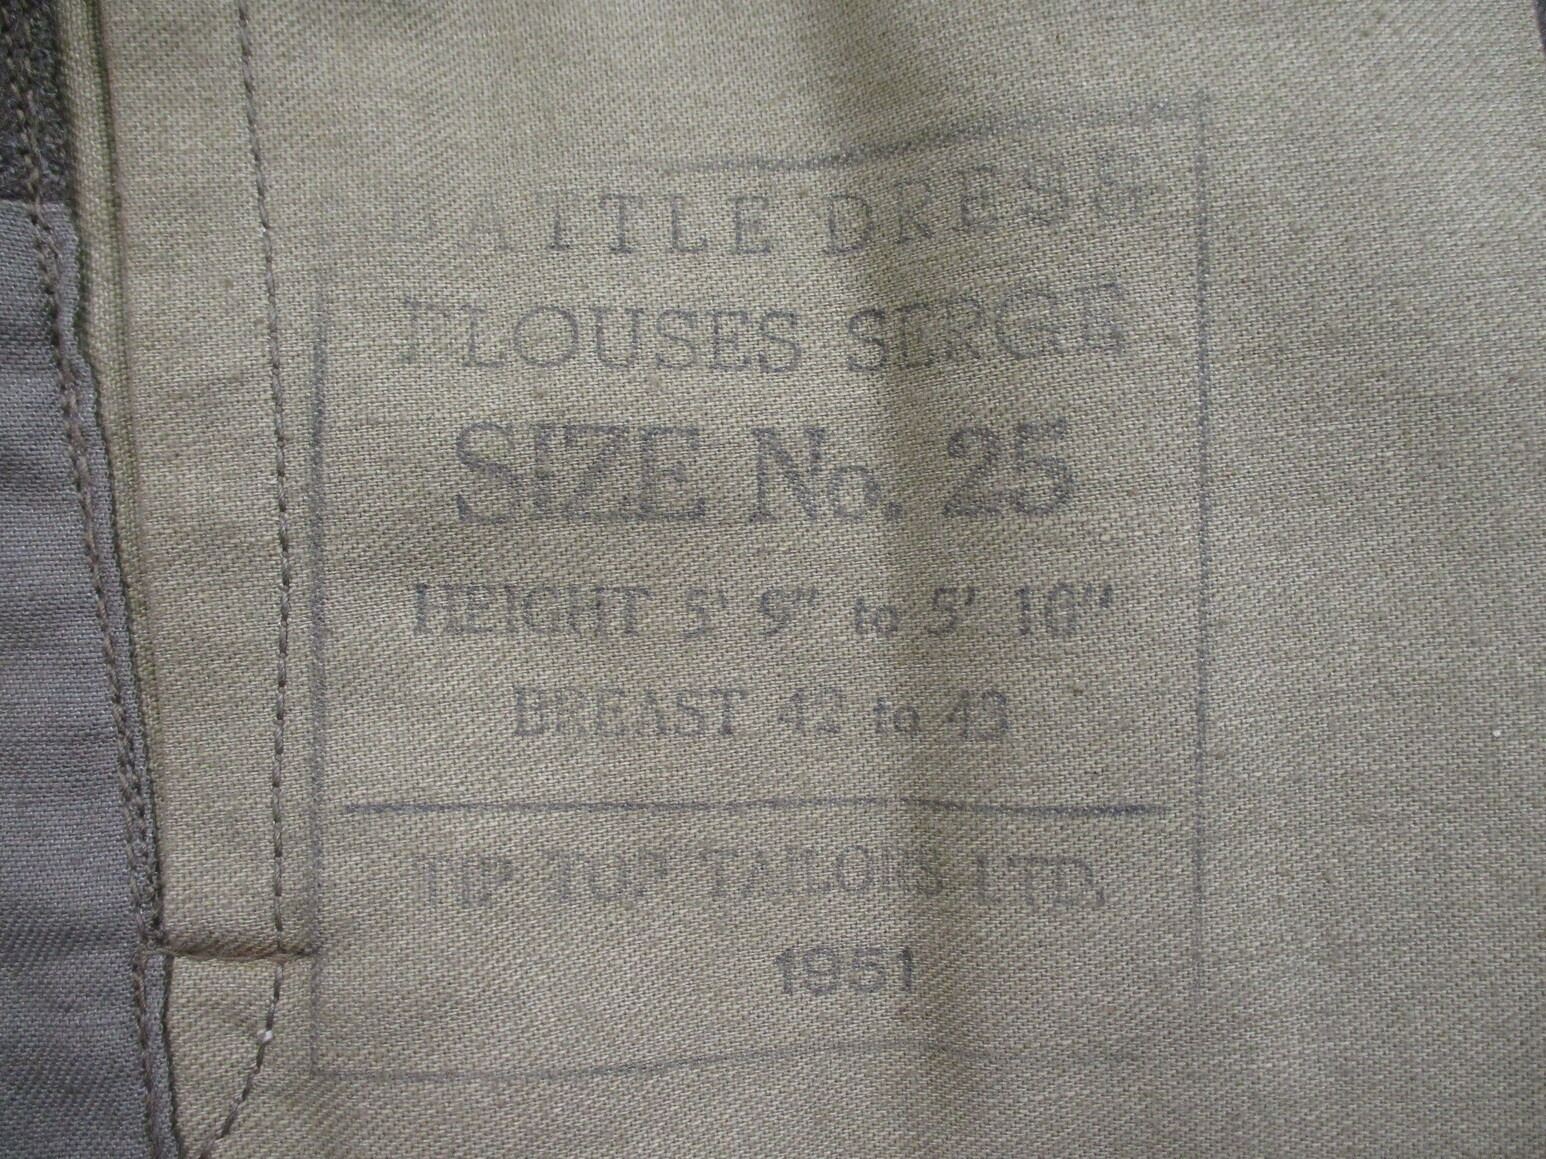 BATTLE DRESS
BLOUSES SERGE
SIZE No. 25
HEIGHT 5' 9" to 5' 10"
BREAST 42 to 43
TIP TOP TAILORS LTD.
1951